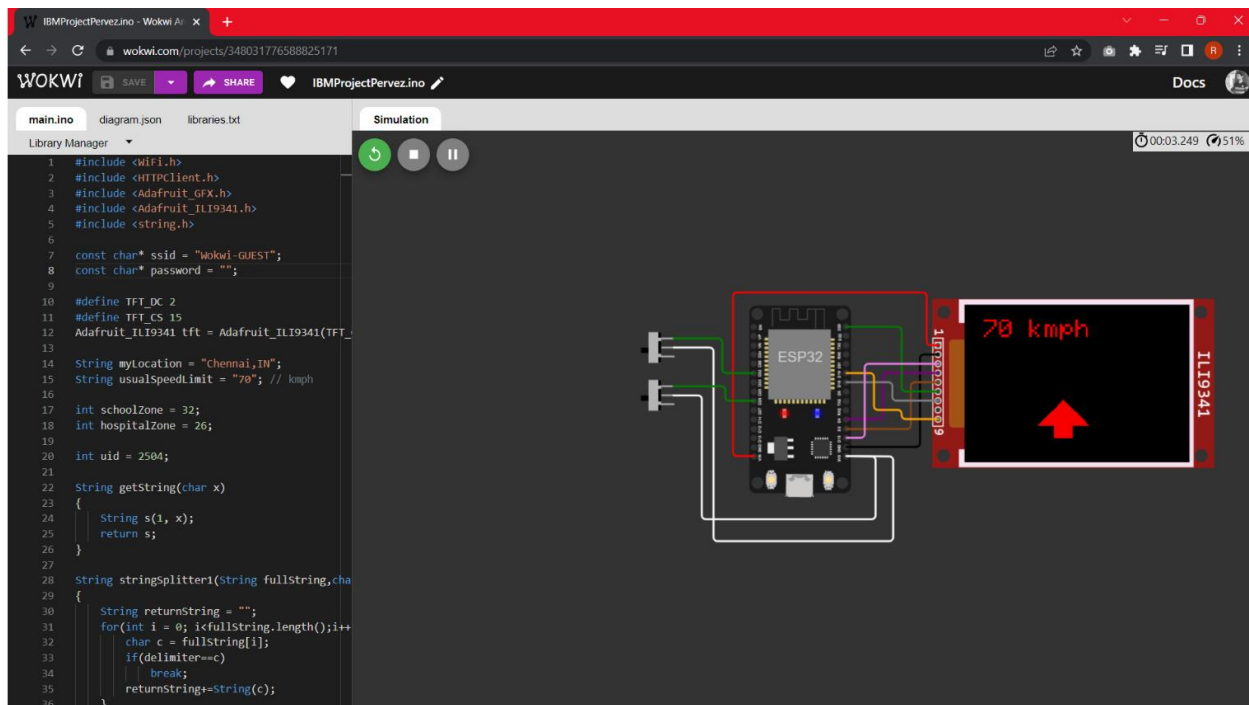 IBMProjectPervez.ino - Wokwi Ar
wokwi.com/projects/348031776588825171
R
WOKWi SAVE SHARE IBMProjectPervez.ino Docs
main.ino diagram.json libraries.txt Simulation
Library Manager
00:03.249 51%
1 #include <WiFi.h>
2 #include <HTTPClient.h>
3 #include <Adafruit_GFX.h>
4 #include <Adafruit_ILI9341.h>
5 #include <string.h>
6
7 const char* ssid = "Wokwi-GUEST";
8 const char* password = "";
9
10 #define TFT_DC 2
11 #define TFT_CS 15
12 Adafruit_ILI9341 tft = Adafruit_ILI9341(TFT_
13
14 String myLocation = "Chennai,IN";
15 String usualSpeedLimit = "70"; // kmph
16
17 int schoolZone = 32;
18 int hospitalZone = 26;
19
20 int uid = 2504;
21
22 String getString(char x)
23 {
24 String s(1, x);
25 return s;
26 }
27
28 String stringSplitter1(String fullString,cha
29 {
30 String returnString = "";
31 for(int i = 0; i<fullString.length();i++
32 char c = fullString[i];
33 if(delimiter==c)
34 break;
35 returnString+=String(c);
36 }
ESP32
70 kmph
1
9
ILI9341